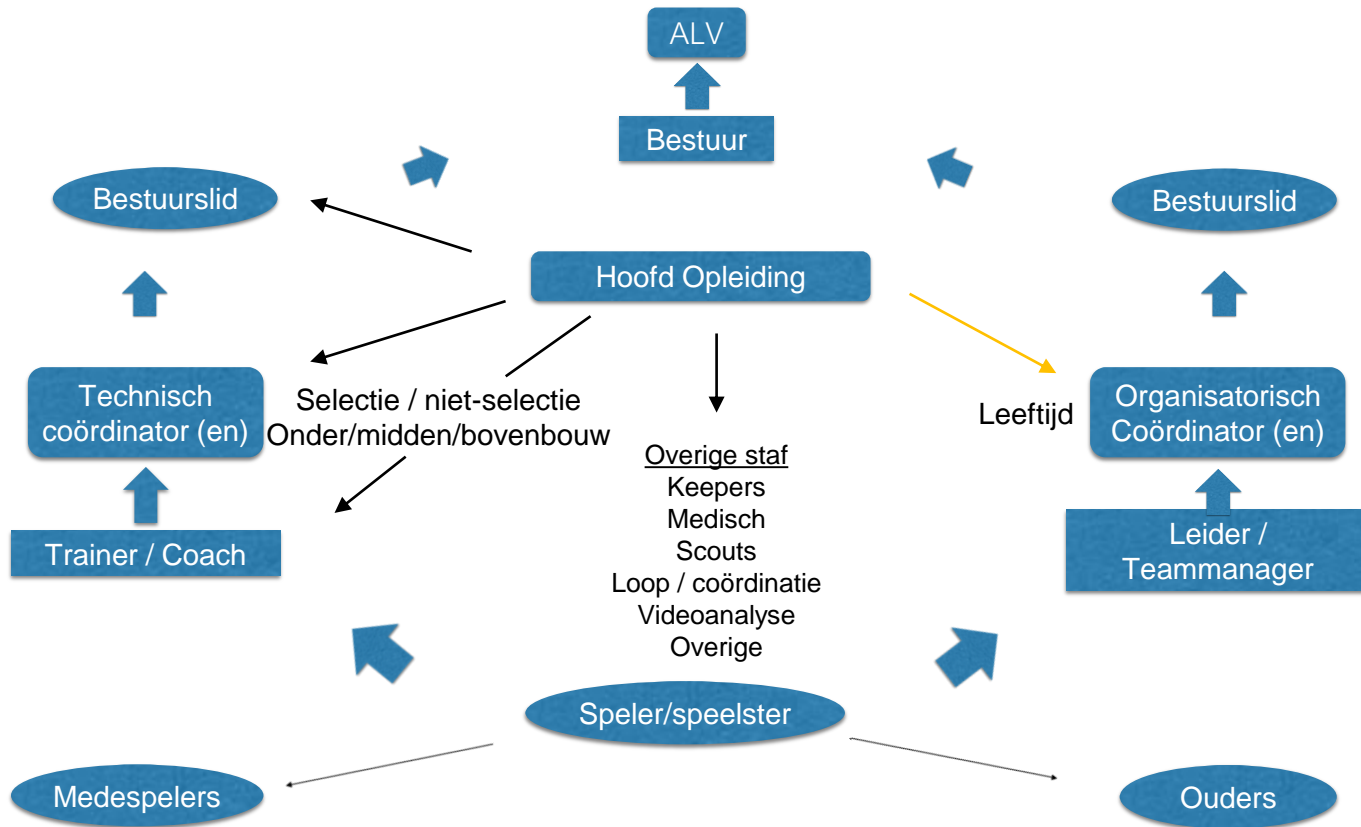 ALV
Bestuur
Bestuurslid
Bestuurslid
Hoofd Opleiding
Technisch
coördinator (en)
Selectie / niet-selectie
Onder/midden/bovenbouw
Leeftijd
Organisatorisch
Coördinator (en)
Overige staf
Keepers
Medisch
Scouts
Loop / coördinatie
Videoanalyse
Overige
Trainer / Coach
Leider /
Teammanager
Speler/speelster
Medespelers
Ouders